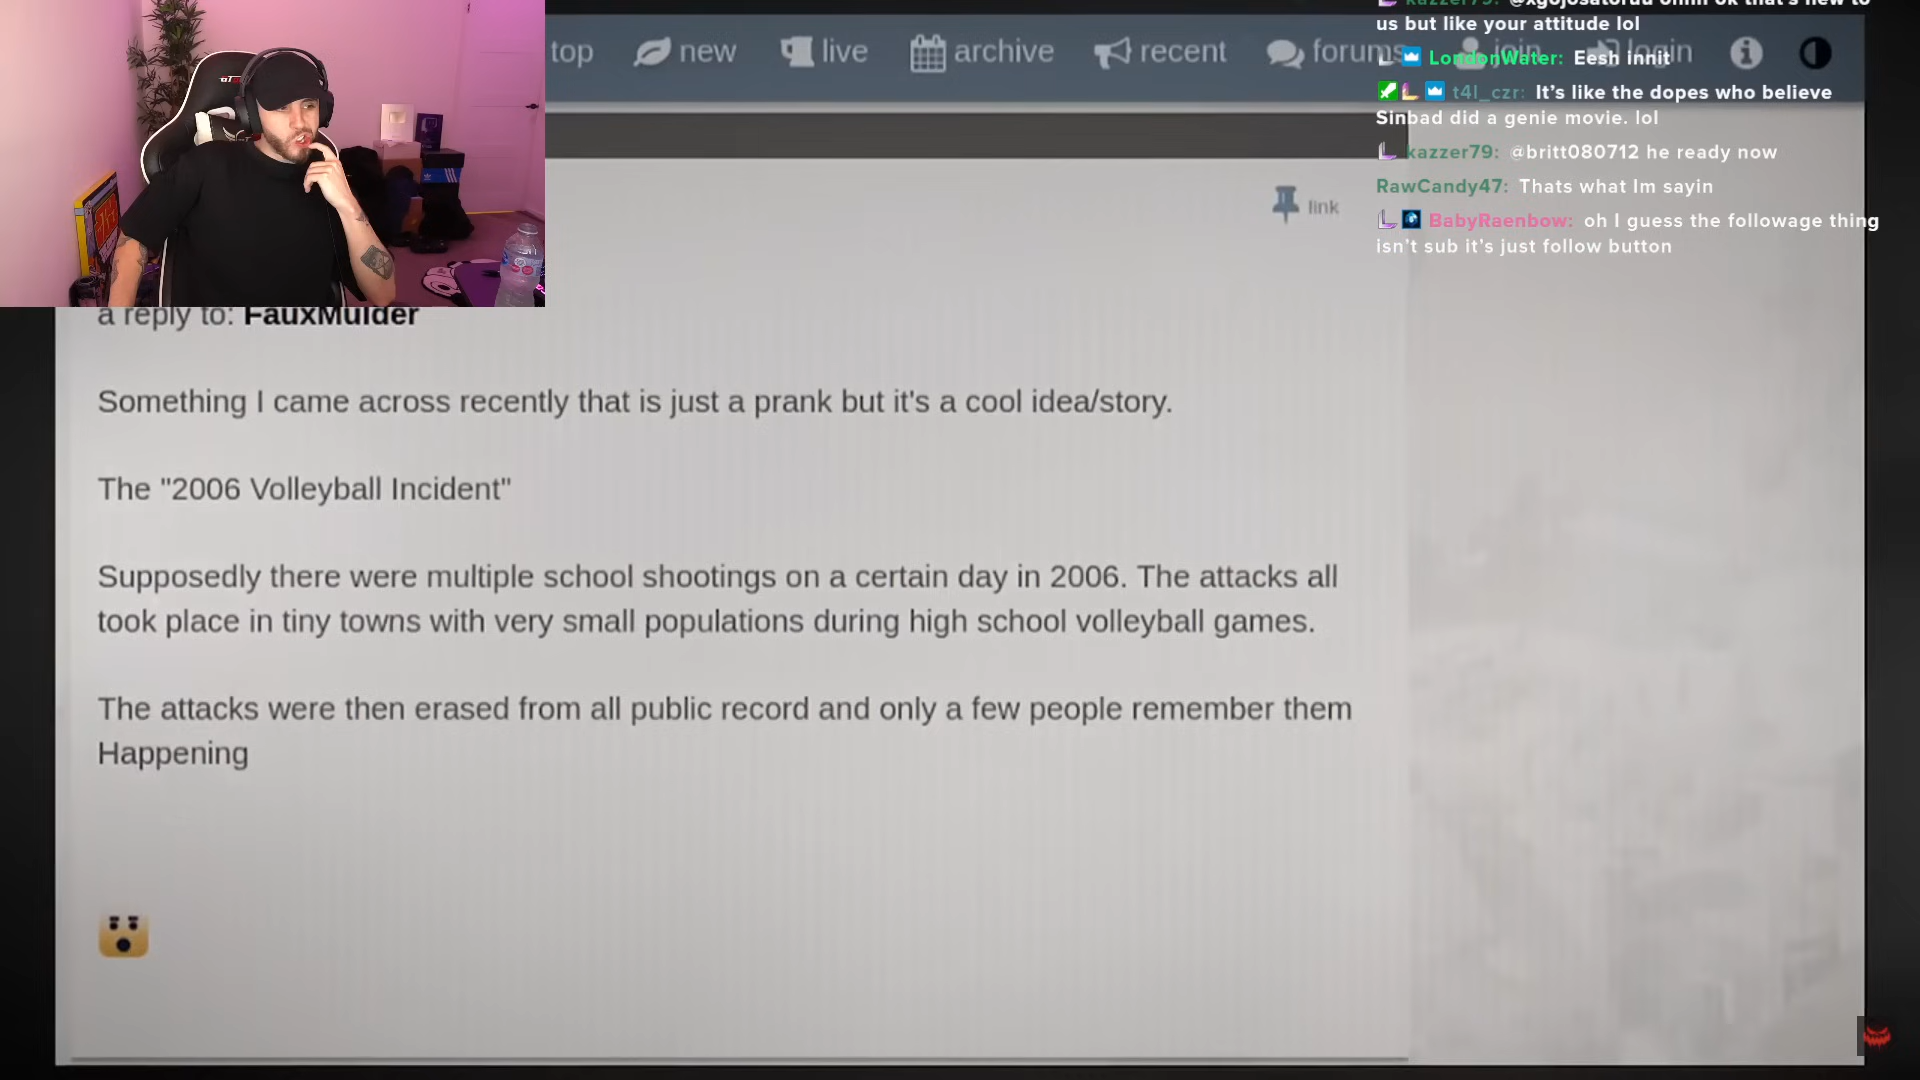 top new live archive recent forums join login
link
a reply to: FauxMulder
Something I came across recently that is just a prank but it's a cool idea/story.
The "2006 Volleyball Incident"
Supposedly there were multiple school shootings on a certain day in 2006. The attacks all
took place in tiny towns with very small populations during high school volleyball games.
The attacks were then erased from all public record and only a few people remember them
Happening
us but like your attitude lol
LondonWater: Eesh innit
t4l_czr: It's like the dopes who believe
Sinbad did a genie movie. lol
kazzer79: @britt080712 he ready now
RawCandy47: Thats what Im sayin
BabyRaenbow: oh I guess the followage thing
isn't sub it's just follow button